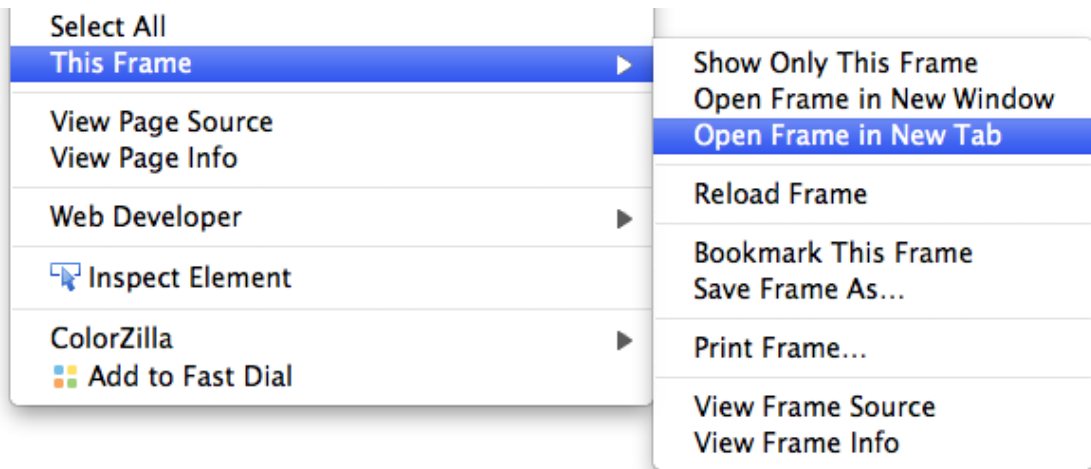 Select All
This Frame
View Page Source
View Page Info
Web Developer
Inspect Element
ColorZilla
Add to Fast Dial
Show Only This Frame
Open Frame in New Window
Open Frame in New Tab
Reload Frame
Bookmark This Frame
Save Frame As...
Print Frame...
View Frame Source
View Frame Info